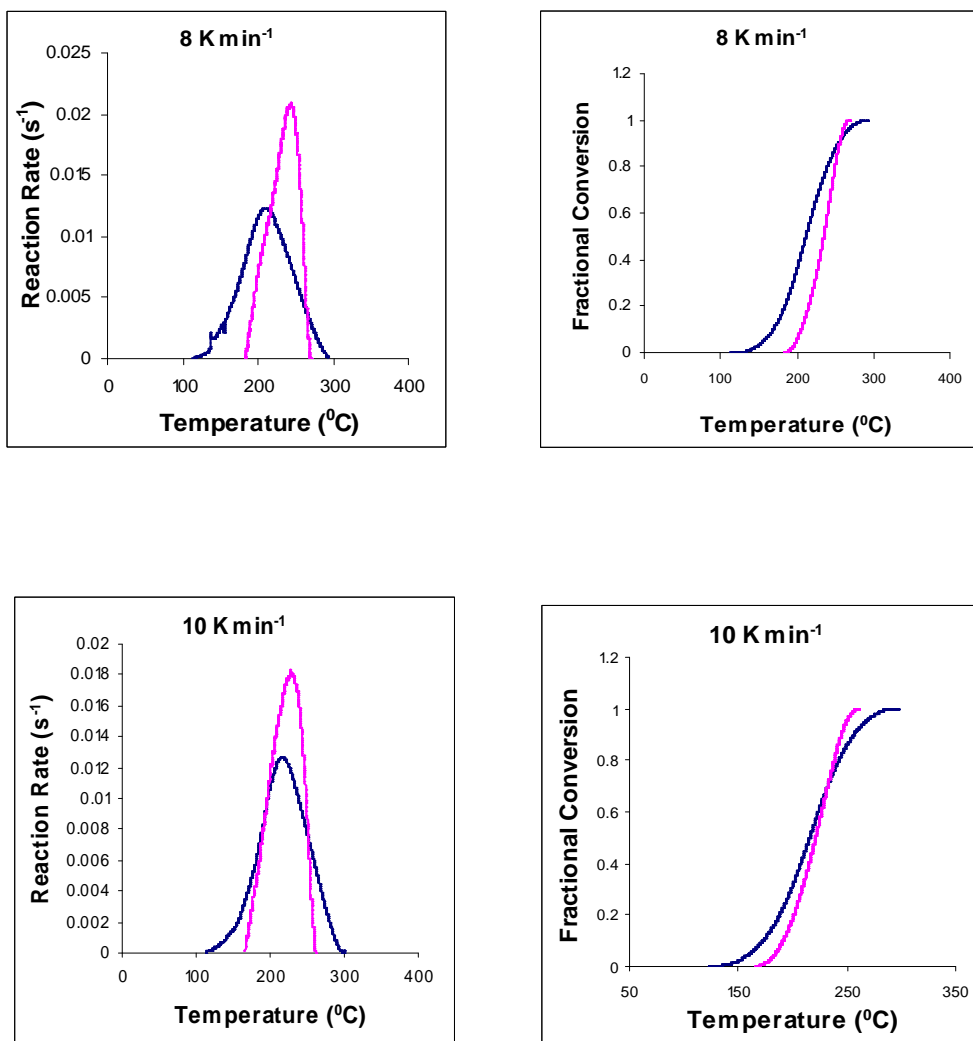 8 K min-1
0.025
0.02
0.015
0.01
0.005
0
Reaction Rate (s-1)
0 100 200 300 400
Temperature (0C)
8 K min-1
1.2
1
0.8
0.6
0.4
0.2
0
Fractional Conversion
0 100 200 300 400
Temperature (0C)
10 K min-1
0.02
0.018
0.016
0.014
0.012
0.01
0.008
0.006
0.004
0.002
0
Reaction Rate (s-1)
0 100 200 300 400
Temperature (0C)
10 K min-1
1.2
1
0.8
0.6
0.4
0.2
0
Fractional Conversion
50 150 250 350
Temperature (0C)